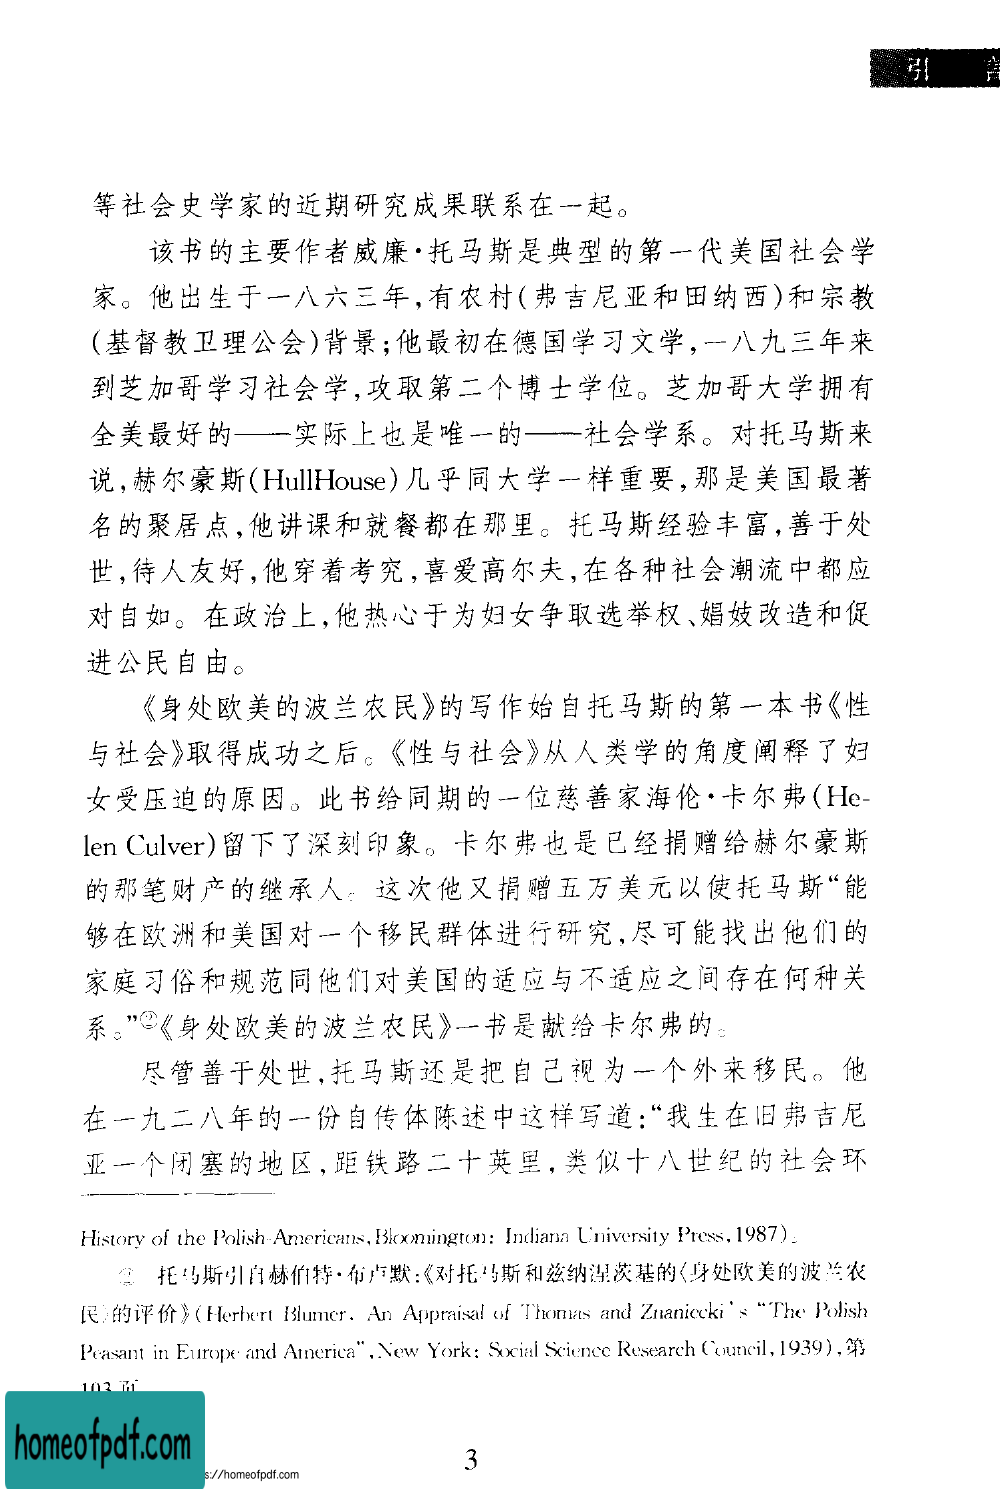 引 言
等社会史学家的近期研究成果联系在一起。
该书的主要作者威廉·托马斯是典型的第一代美国社会学
家。他出生于一八六三年,有农村(弗吉尼亚和田纳西)和宗教
(基督教卫理公会)背景;他最初在德国学习文学,一八九三年来
到芝加哥学习社会学,攻取第二个博士学位。芝加哥大学拥有
全美最好的——实际上也是唯一的——社会学系。对托马斯来
说,赫尔豪斯(HullHouse)几乎同大学一样重要,那是美国最著
名的聚居点,他讲课和就餐都在那里。托马斯经验丰富,善于处
世,待人友好,他穿着考究,喜爱高尔夫,在各种社会潮流中都应
对自如。在政治上,他热心于为妇女争取选举权、娼妓改造和促
进公民自由。
《身处欧美的波兰农民》的写作始自托马斯的第一本书《性
与社会》取得成功之后。《性与社会》从人类学的角度阐释了妇
女受压迫的原因。此书给同期的一位慈善家海伦·卡尔弗(He-
len Culver)留下了深刻印象。卡尔弗也是已经捐赠给赫尔豪斯
的那笔财产的继承人。这次他又捐赠五万美元以使托马斯“能
够在欧洲和美国对一个移民群体进行研究,尽可能找出他们的
家庭习俗和规范同他们对美国的适应与不适应之间存在何种关
系。”②《身处欧美的波兰农民》一书是献给卡尔弗的。
尽管善于处世,托马斯还是把自己视为一个外来移民。他
在一九二八年的一份自传体陈述中这样写道:“我生在旧弗吉尼
亚一个闭塞的地区,距铁路二十英里,类似十八世纪的社会环
History of the Polish-Americans, Bloomington: Indiana University Press, 1987)。
② 托马斯引自赫伯特·布卢默:《对托马斯和兹纳涅茨基的〈身处欧美的波兰农
民〉的评价》(Herbert Blumer, An Appraisal of Thomas and Znaniecki's “The Polish
Peasant in Europe and America”, New York: Social Science Research Council, 1939),第
103页
3
homeofpdf.com
s://homeofpdf.com